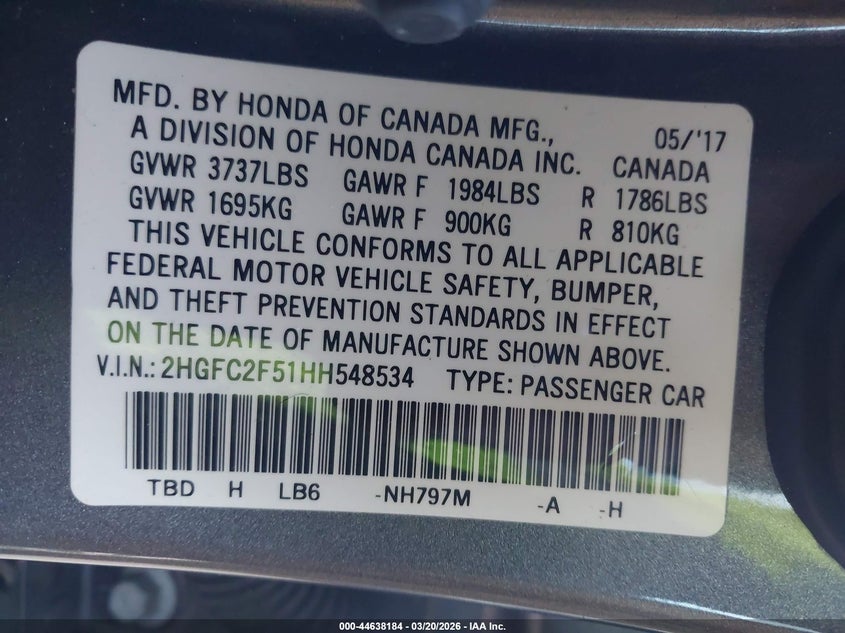 MFD. BY HONDA OF CANADA MFG., 05/'17
A DIVISION OF HONDA CANADA INC. CANADA
GVWR 3737LBS GAWR F 1984LBS R 1786LBS
GVWR 1695KG GAWR F 900KG R 810KG
THIS VEHICLE CONFORMS TO ALL APPLICABLE
FEDERAL MOTOR VEHICLE SAFETY, BUMPER,
AND THEFT PREVENTION STANDARDS IN EFFECT
ON THE DATE OF MANUFACTURE SHOWN ABOVE.
V.I.N.: 2HGFC2F51HH548534 TYPE: PASSENGER CAR
TBD H LB6 -NH797M -A -H
000-44638184 — 03/20/2026 — IAA Inc.